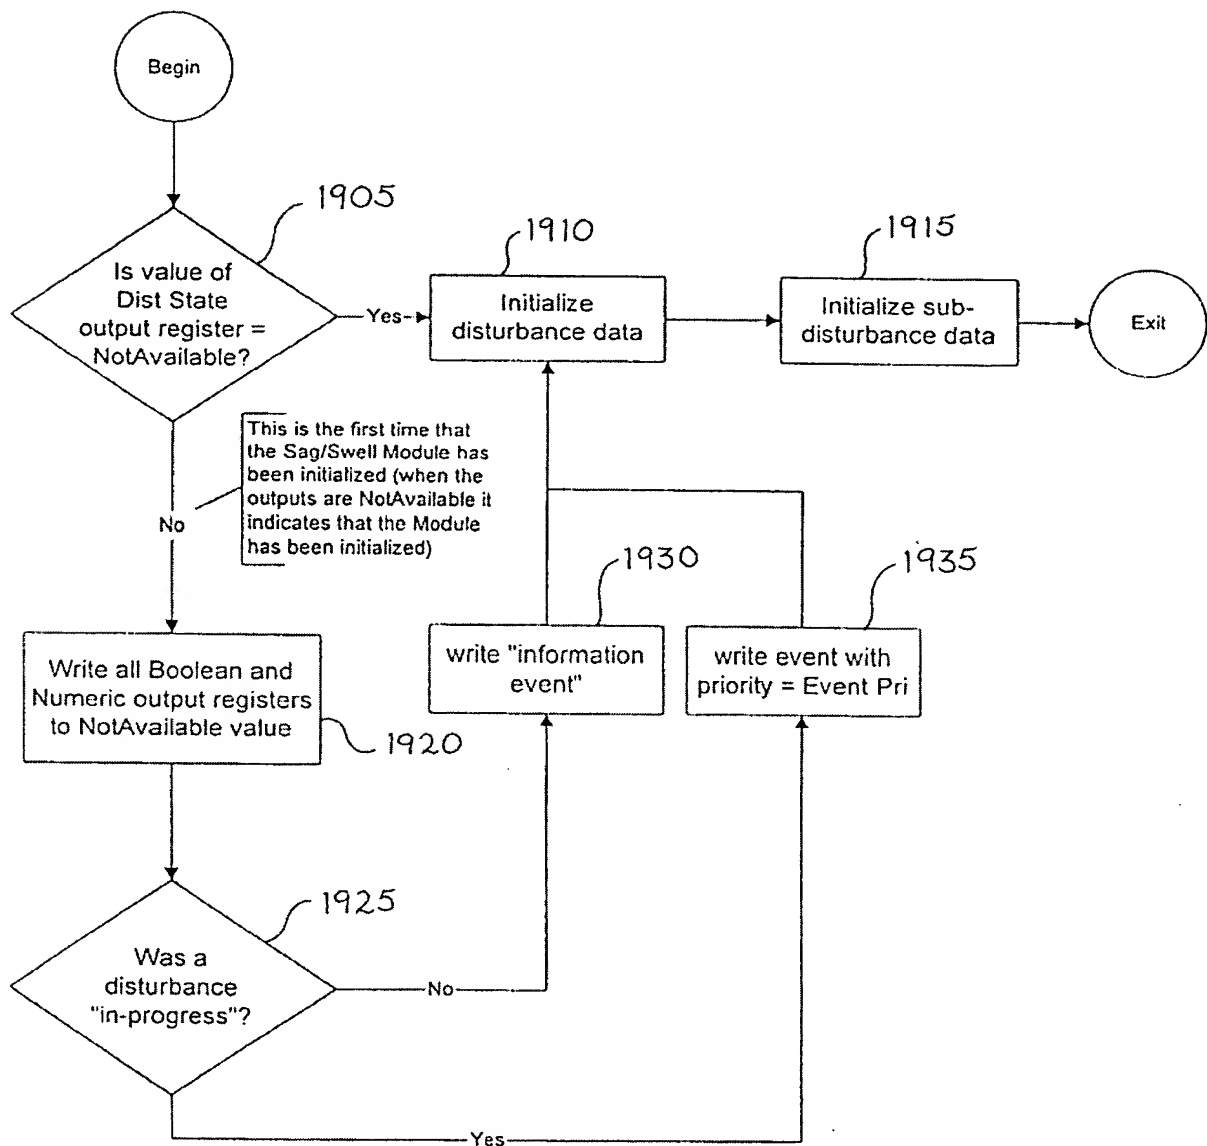 Begin
1905
Is value of
Dist State
output register =
NotAvailable?
Yes
1910
Initialize
disturbance data
1915
Initialize sub-
disturbance data
Exit
No
This is the first time that
the Sag/Swell Module has
been initialized (when the
outputs are NotAvailable it
indicates that the Module
has been initialized)
Write all Boolean and
Numeric output registers
to NotAvailable value
1920
1930
write "information
event"
1935
write event with
priority = Event Pri
1925
Was a
disturbance
"in-progress"?
No
Yes